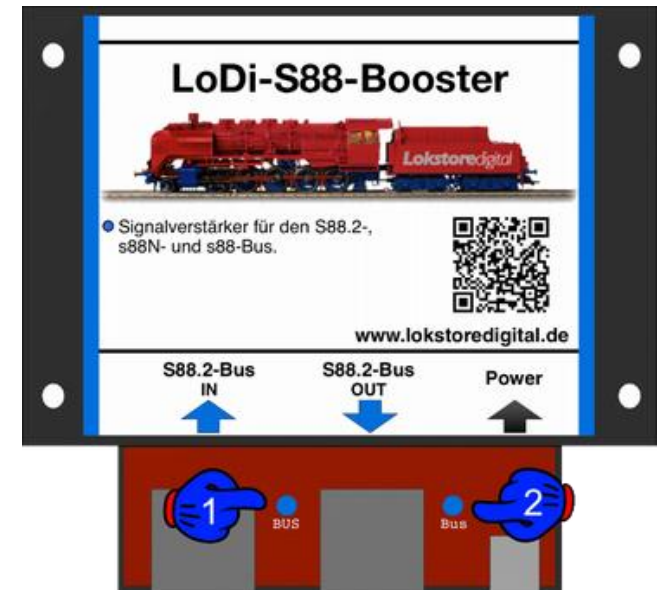 LoDi-S88-Booster
Lokstoredigital
Signalverstärker für den S88.2-,
s88N- und s88-Bus.
www.lokstoredigital.de
S88.2-Bus
IN
S88.2-Bus
OUT
Power
1
BUS
Bus
2